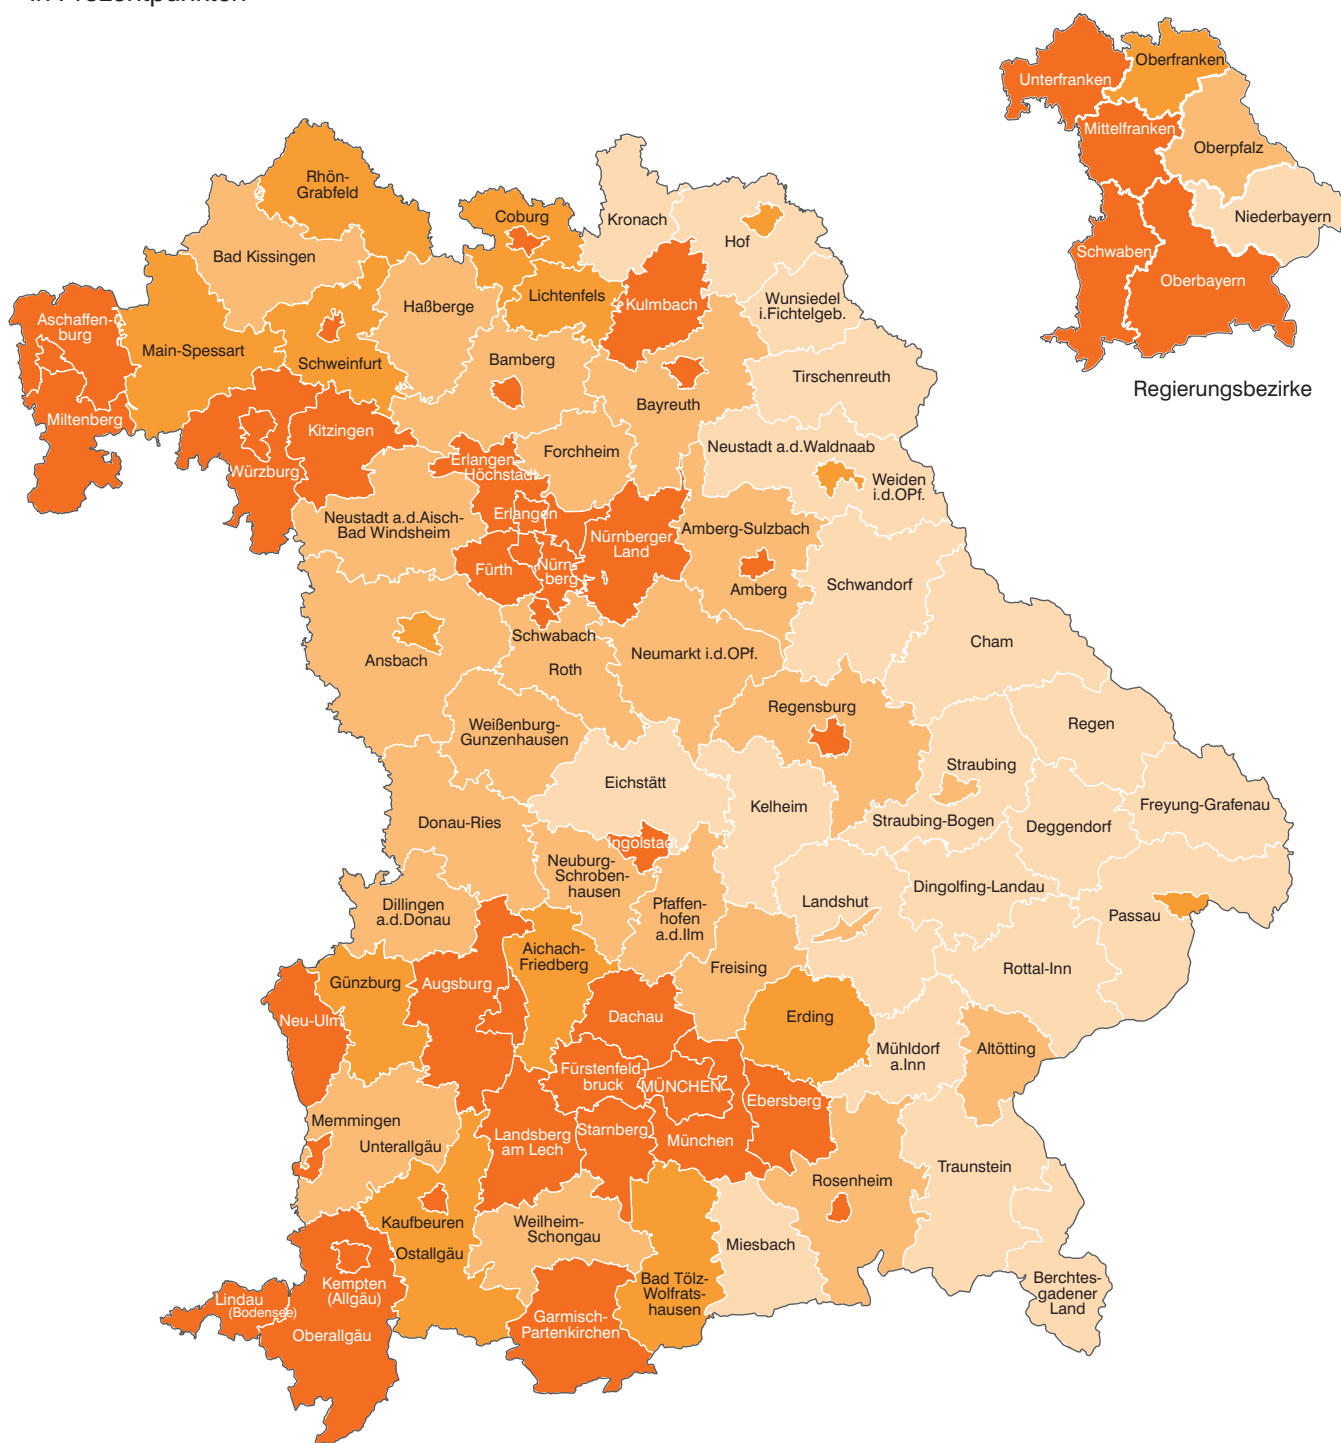 Oberfranken
Unterfranken
Mittelfranken
Oberpfalz
Niederbayern
Schwaben
Oberbayern
Regierungsbezirke
Rhön-
Grabfeld
Coburg
Kronach
Hof
Bad Kissingen
Haßberge
Lichtenfels
Kulmbach
Wunsiedel
i.Fichtelgeb.
Aschaffen-
burg
Main-Spessart
Schweinfurt
Bamberg
Tirschenreuth
Bayreuth
Miltenberg
Kitzingen
Würzburg
Erlangen-
Höchstadt
Forchheim
Neustadt a.d.Waldnaab
Weiden
i.d.OPf.
Neustadt a.d.Aisch-
Bad Windsheim
Erlangen
Nürnberger
Land
Amberg-Sulzbach
Fürth
Nürn-
berg
Amberg
Schwandorf
Schwabach
Ansbach
Roth
Neumarkt i.d.OPf.
Cham
Regensburg
Weißenburg-
Gunzenhausen
Regen
Eichstätt
Straubing
Kelheim
Freyung-Grafenau
Donau-Ries
Straubing-Bogen
Deggendorf
Ingolstadt
Neuburg-
Schroben-
hausen
Dingolfing-Landau
Dillingen
a.d.Donau
Pfaffen-
hofen
a.d.Ilm
Landshut
Passau
Aichach-
Friedberg
Freising
Rottal-Inn
Günzburg
Augsburg
Neu-Ulm
Dachau
Erding
Mühldorf
a.Inn
Altötting
Fürstenfeld
bruck
MÜNCHEN
Ebersberg
Memmingen
Unterallgäu
Landsberg
am Lech
Starnberg
München
Traunstein
Rosenheim
Kaufbeuren
Ostallgäu
Weilheim-
Schongau
Miesbach
Bad Tölz-
Wolfrats-
hausen
Berchtes-
gadener
Land
Kempten
(Allgäu)
Lindau
(Bodensee)
Oberallgäu
Garmisch-
Partenkirchen